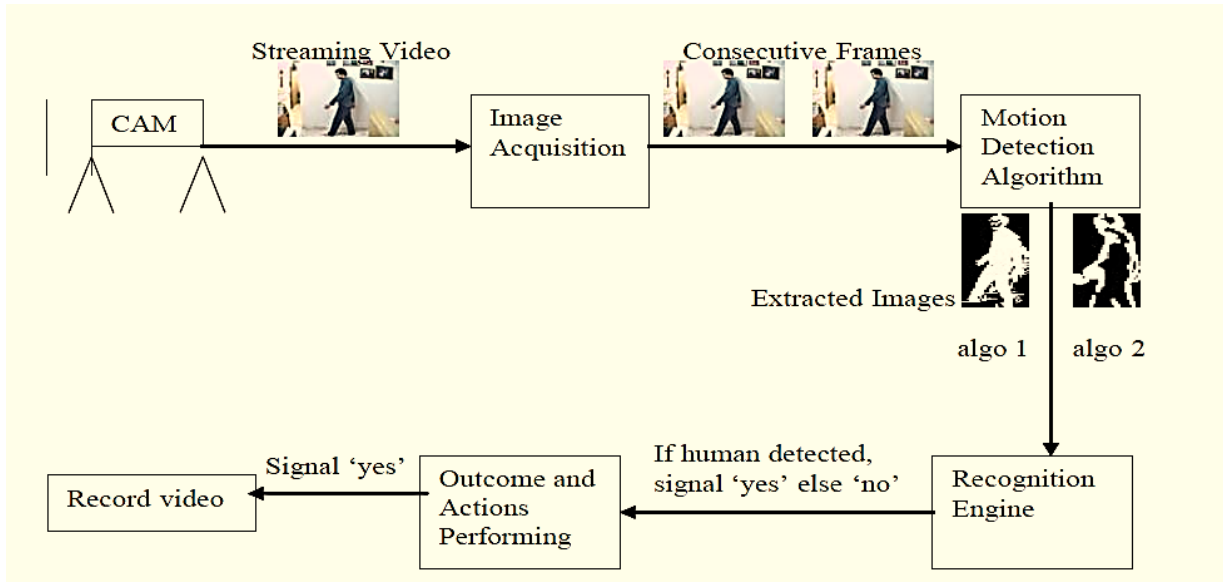 Streaming Video
Consecutive Frames
CAM
Image
Acquisition
Motion
Detection
Algorithm
Extracted Images
algo 1
algo 2
If human detected,
signal ‘yes’ else ‘no’
Recognition
Engine
Signal ‘yes’
Outcome and
Actions
Performing
Record video